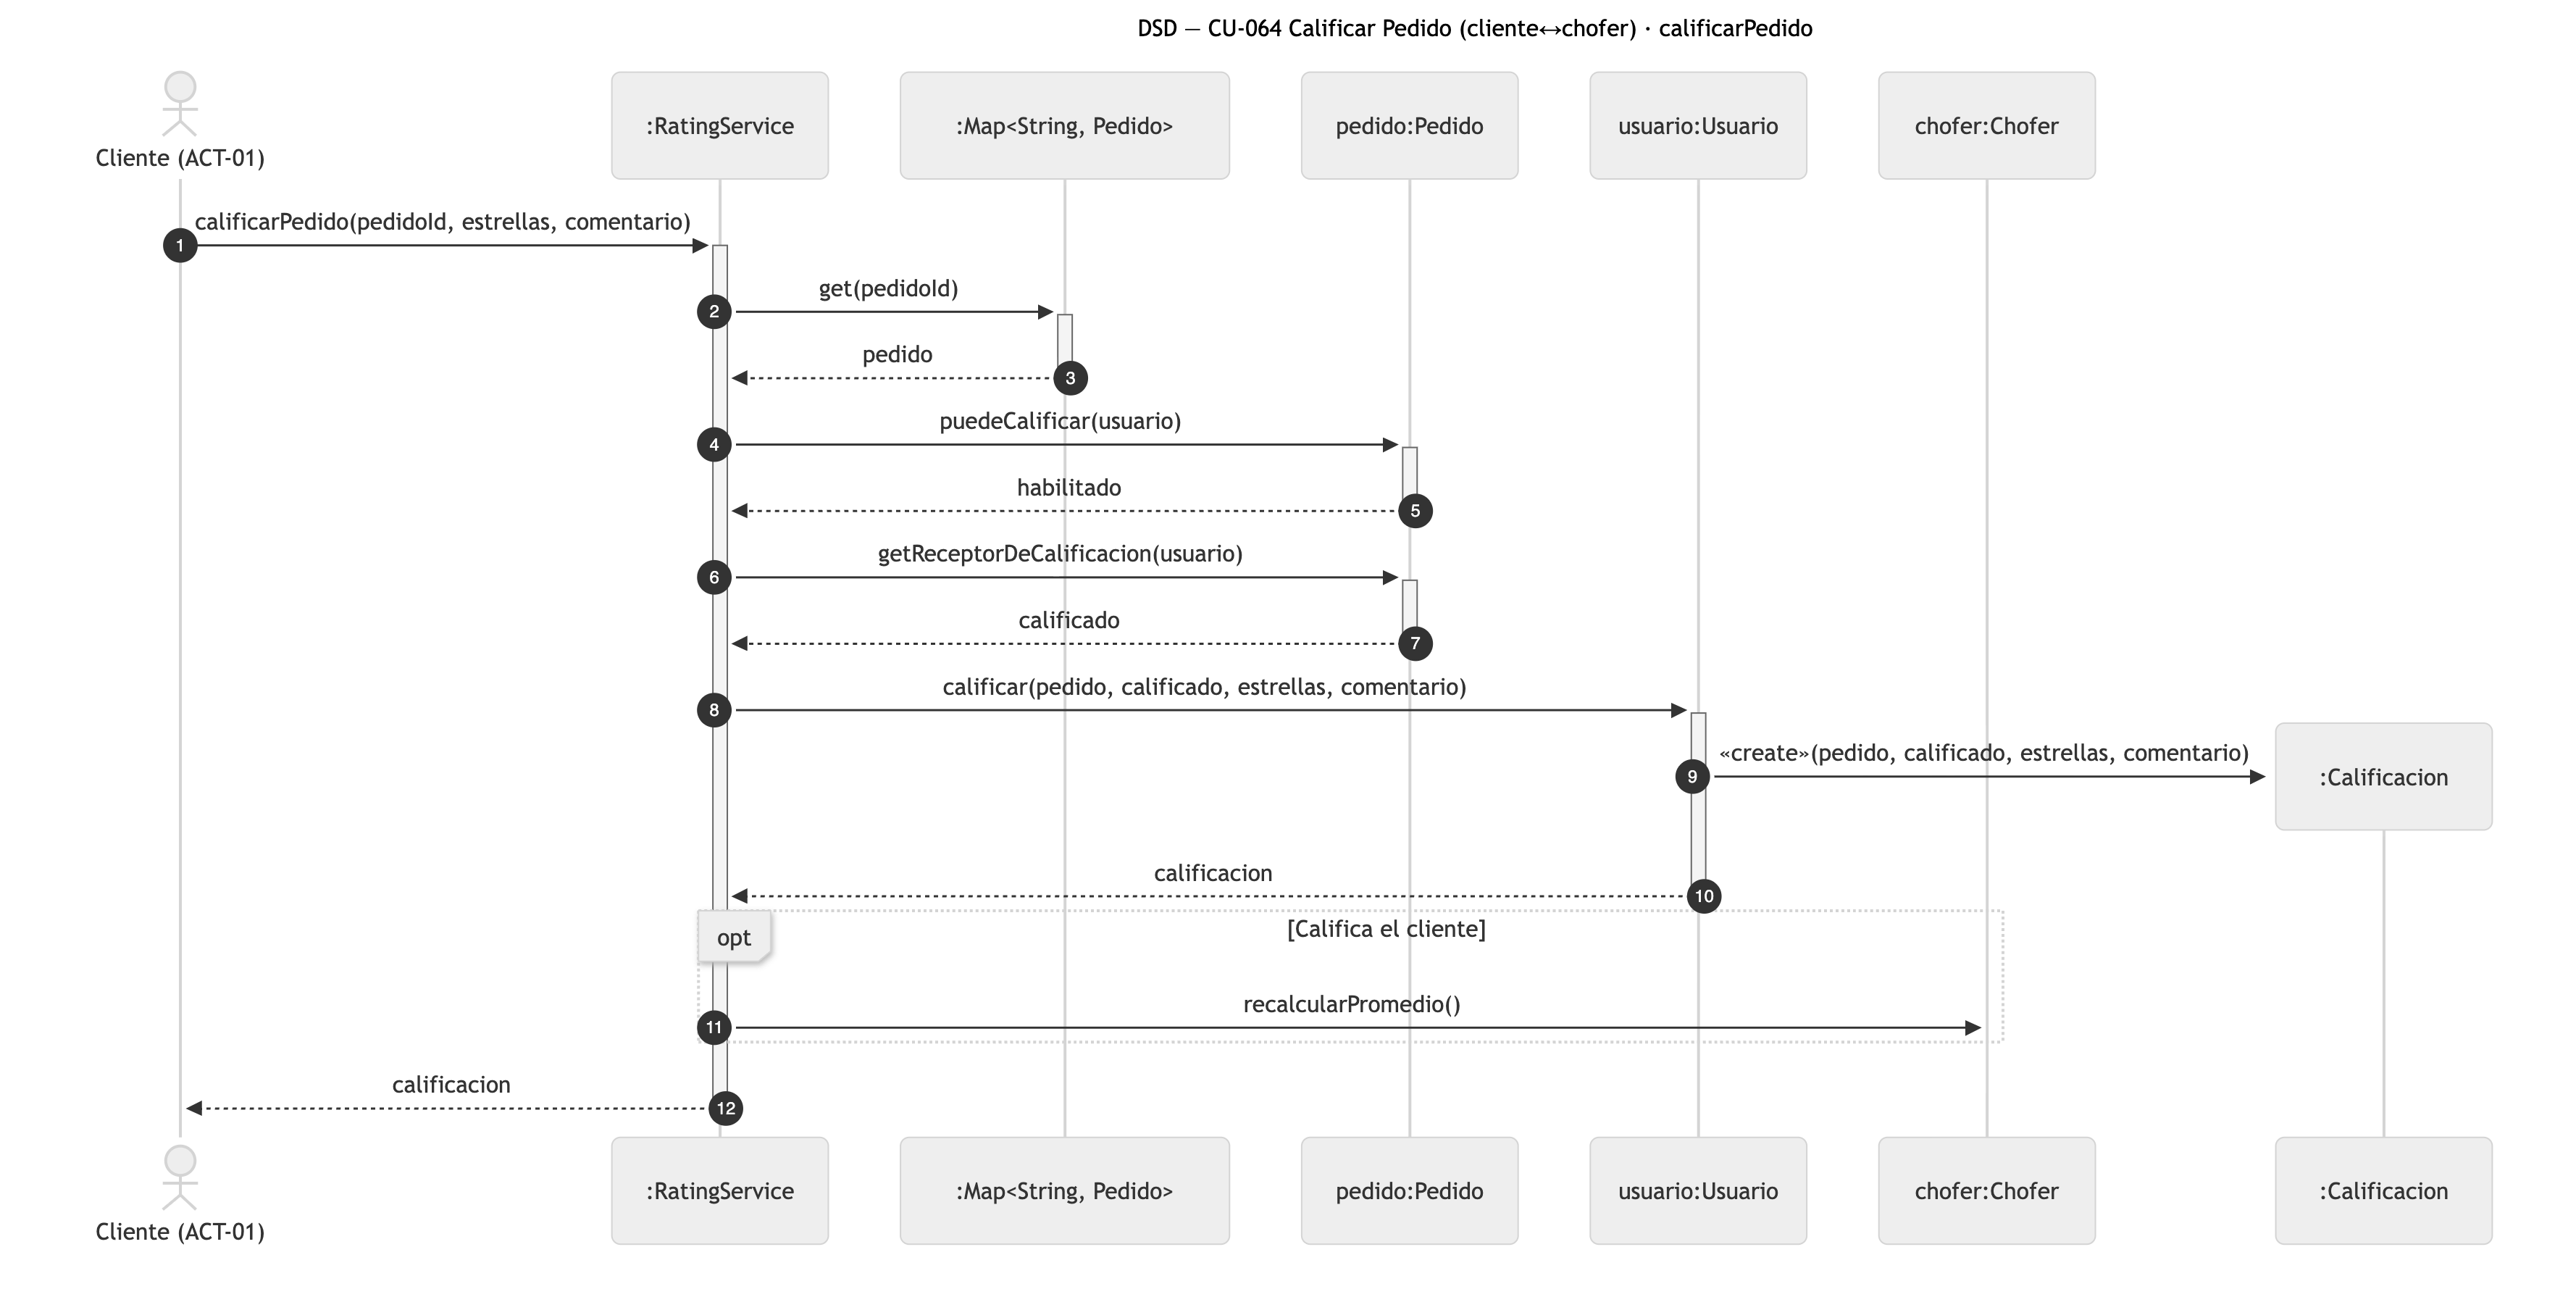 DSD — CU-064 Calificar Pedido (cliente↔chofer) · calificarPedido
Cliente (ACT-01)
:RatingService
:Map<String, Pedido>
pedido:Pedido
usuario:Usuario
chofer:Chofer
calificarPedido(pedidoId, estrellas, comentario)
1
get(pedidoId)
2
pedido
3
puedeCalificar(usuario)
4
habilitado
5
getReceptorDeCalificacion(usuario)
6
calificado
7
calificar(pedido, calificado, estrellas, comentario)
8
«create»(pedido, calificado, estrellas, comentario)
9
:Calificacion
calificacion
10
opt
[Califica el cliente]
recalcularPromedio()
11
calificacion
12
Cliente (ACT-01)
:RatingService
:Map<String, Pedido>
pedido:Pedido
usuario:Usuario
chofer:Chofer
:Calificacion